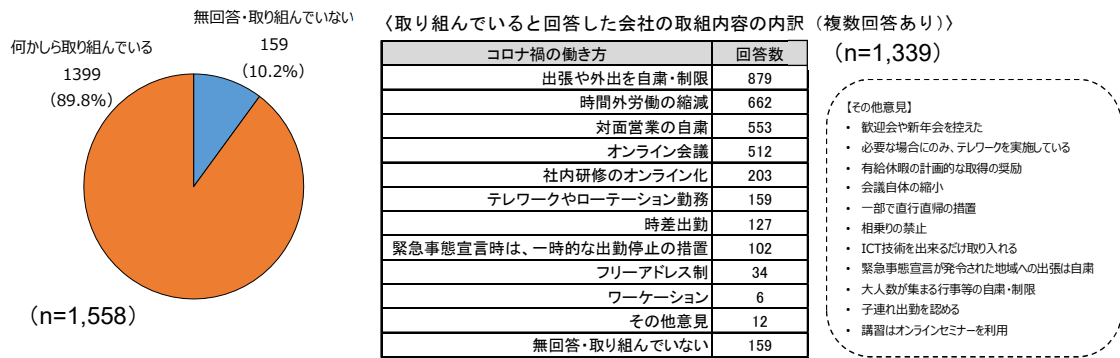 無回答・取り組んでいない
159
(10.2%)
何かしら取り組んでいる
1399
(89.8%)
(n=1,558)
〈取り組んでいると回答した会社の取組内容の内訳(複数回答あり)〉
(n=1,339)
コロナ禍の働き方 回答数
出張や外出を自粛・制限 879
時間外労働の縮減 662
対面営業の自粛 553
オンライン会議 512
社内研修のオンライン化 203
テレワークやローテーション勤務 159
時差出勤 127
緊急事態宣言時は、一時的な出勤停止の措置 102
フリーアドレス制 34
ワーケーション 6
その他意見 12
無回答・取り組んでいない 159
【その他意見】
・ 歓迎会や新年会を控えた
・ 必要な場合にのみ、テレワークを実施している
・ 有給休暇の計画的な取得の奨励
・ 会議自体の縮小
・ 一部で直行直帰の措置
・ 相乗りの禁止
・ ICT技術を出来るだけ取り入れる
・ 緊急事態宣言が発令された地域への出張は自粛
・ 大人数が集まる行事等の自粛・制限
・ 子連れ出勤を認める
・ 講習はオンラインセミナーを利用